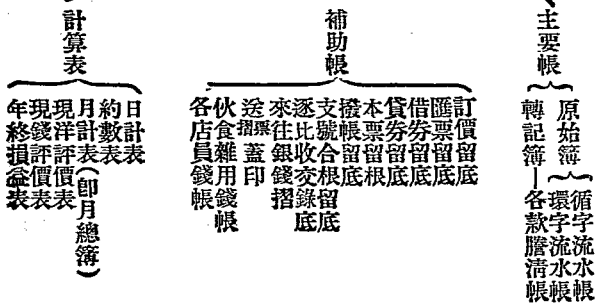 主要帳
原始簿
循字流水帳
環字流水帳
轉記簿—各款謄清帳
補助帳
訂價留底
匯票留底
借券留底
貸券留底
本票留根
撥帳留底
支號合根留底
逐比收交錄底
來往銀錢摺
送摺票蓋印
伙食雜用錢帳
各店員錢帳
計算表
日計表
約數表
月計表(卽月總簿)
現洋評價表
現錢評價表
年終損益表